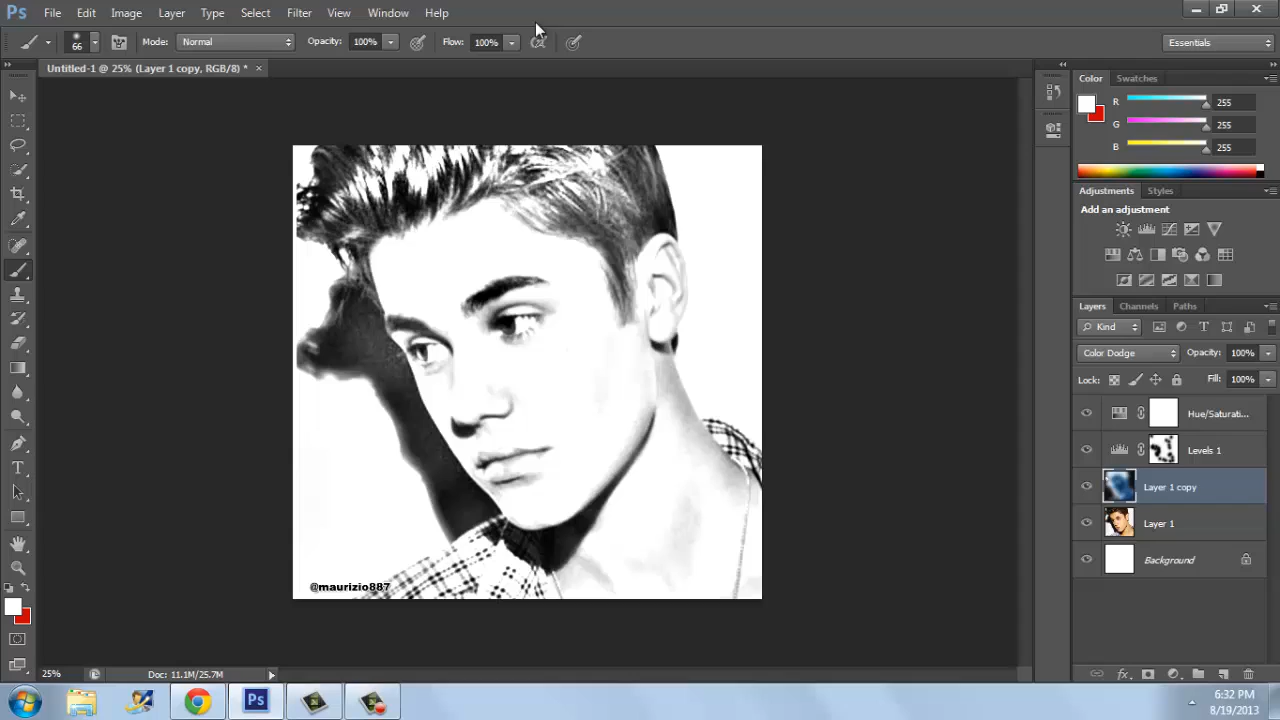 Ps File Edit Image Layer Type Select Filter View Window Help
66 Mode: Normal Opacity: 100% Flow: 100% Essentials
Untitled-1 @ 25% (Layer 1 copy, RGB/8) * ×
Color Swatches
R 255
G 255
B 255
Adjustments Styles
Add an adjustment
Layers Channels Paths
Kind T
Color Dodge Opacity: 100%
Lock: Fill: 100%
Hue/Saturati...
Levels 1
Layer 1 copy
Layer 1
Background
@maurizio887
T
fx
25% Doc: 11.1M/25.7M
Ps
6:32 PM
8/19/2013